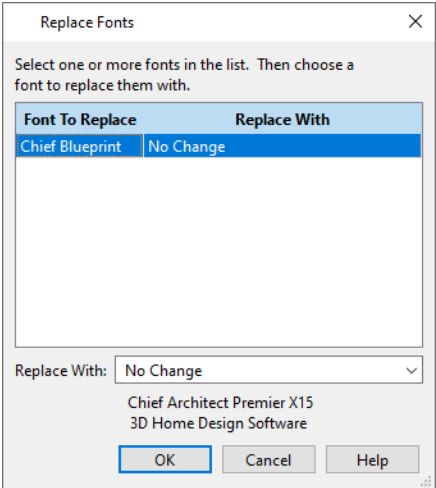 Replace Fonts
Select one or more fonts in the list.  Then choose a
font to replace them with.
Font To Replace Replace With
Chief Blueprint No Change
Replace With: No Change
Chief Architect Premier X15
3D Home Design Software
OK Cancel Help